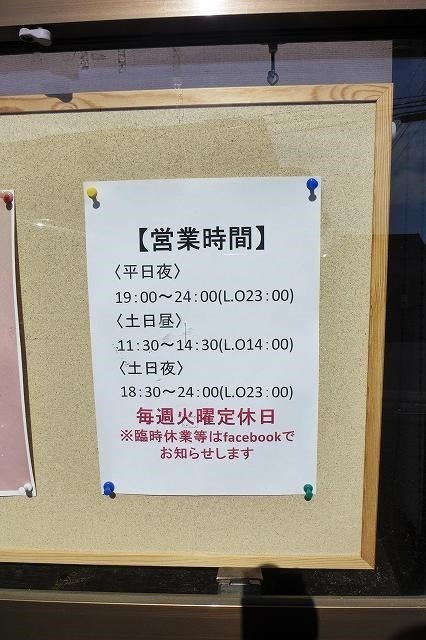 【営業時間】
〈平日夜〉
19:00～24:00(L.O23:00)
〈土日昼〉
11:30～14:30(L.O14:00)
〈土日夜〉
18:30～24:00(L.O23:00)
毎週火曜定休日
※臨時休業等はfacebookで
お知らせします